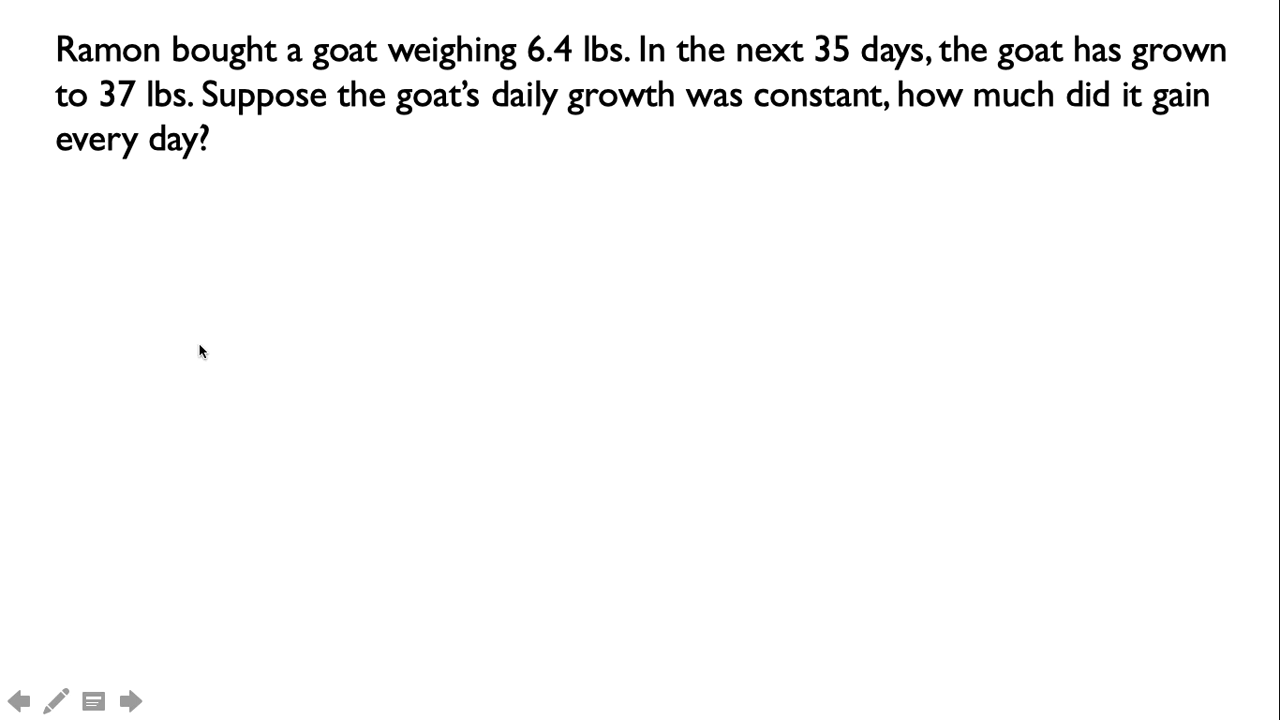 Ramon bought a goat weighing 6.4 lbs. In the next 35 days, the goat has grown
to 37 lbs. Suppose the goat’s daily growth was constant, how much did it gain
every day?